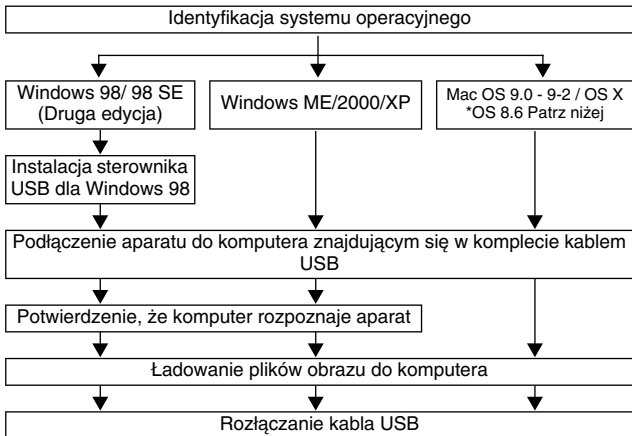 Identyfikacja systemu operacyjnego
Windows 98/ 98 SE
(Druga edycja)
Windows ME/2000/XP
Mac OS 9.0 - 9-2 / OS X
*OS 8.6 Patrz niżej
Instalacja sterownika
USB dla Windows 98
Podłączenie aparatu do komputera znajdującym się w komplecie kablem
USB
Potwierdzenie, że komputer rozpoznaje aparat
Ładowanie plików obrazu do komputera
Rozłączanie kabla USB